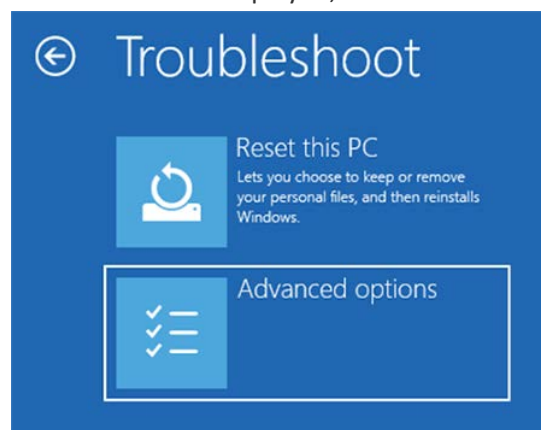 Troubleshoot
Reset this PC
Lets you choose to keep or remove
your personal files, and then reinstalls
Windows.
Advanced options